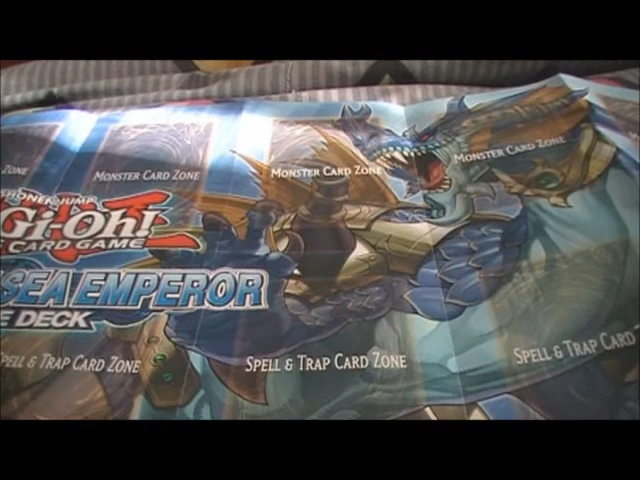 ZONE
MONSTER CARD ZONE
MONSTER CARD ZONE
MONSTER CARD ZONE
SHONEN JUMP
Gi-Oh!
CARD GAME
SEA EMPEROR
E DECK
SPELL & TRAP CARD ZONE
SPELL & TRAP CARD ZONE
SPELL & TRAP CARD